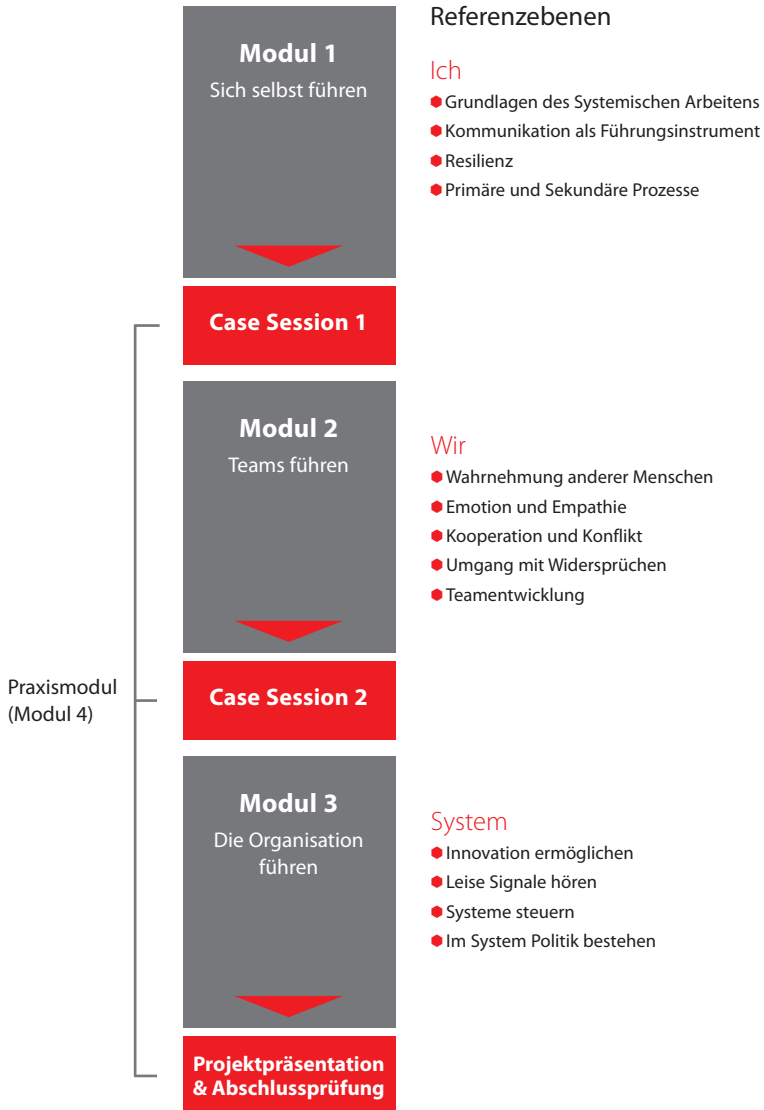 Referenzebenen
Modul 1
Sich selbst führen
Ich
Grundlagen des Systemischen Arbeitens
Kommunikation als Führungsinstrument
Resilienz
Primäre und Sekundäre Prozesse
Case Session 1
Modul 2
Teams führen
Wir
Wahrnehmung anderer Menschen
Emotion und Empathie
Kooperation und Konflikt
Umgang mit Widersprüchen
Teamentwicklung
Praxismodul
(Modul 4)
Case Session 2
Modul 3
Die Organisation
führen
System
Innovation ermöglichen
Leise Signale hören
Systeme steuern
Im System Politik bestehen
Projektpräsentation
& Abschlussprüfung